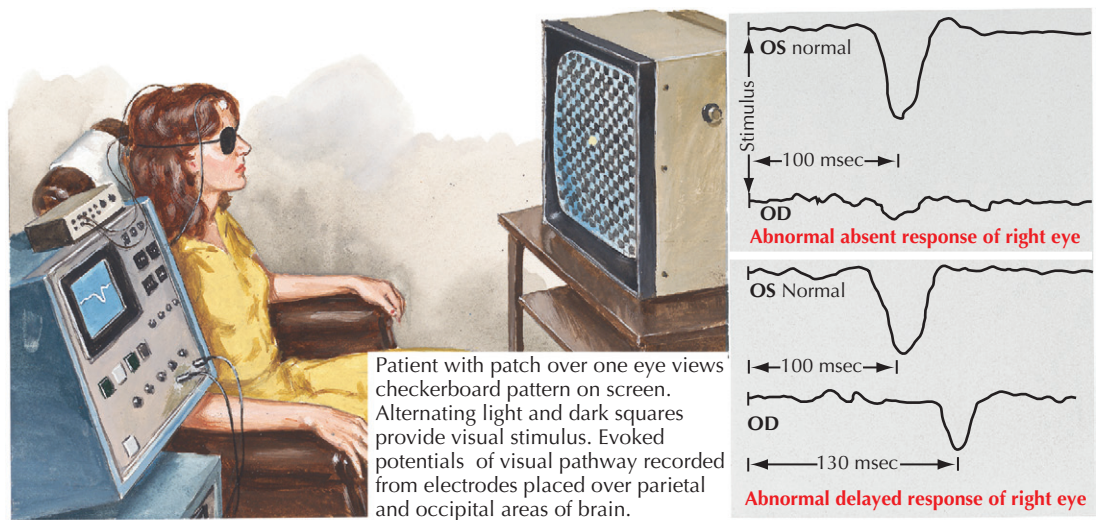 OS normal
Stimulus
100 msec
OD
Abnormal absent response of right eye
OS Normal
100 msec
OD
130 msec
Abnormal delayed response of right eye
Patient with patch over one eye views
checkerboard pattern on screen.
Alternating light and dark squares
provide visual stimulus. Evoked
potentials of visual pathway recorded
from electrodes placed over parietal
and occipital areas of brain.